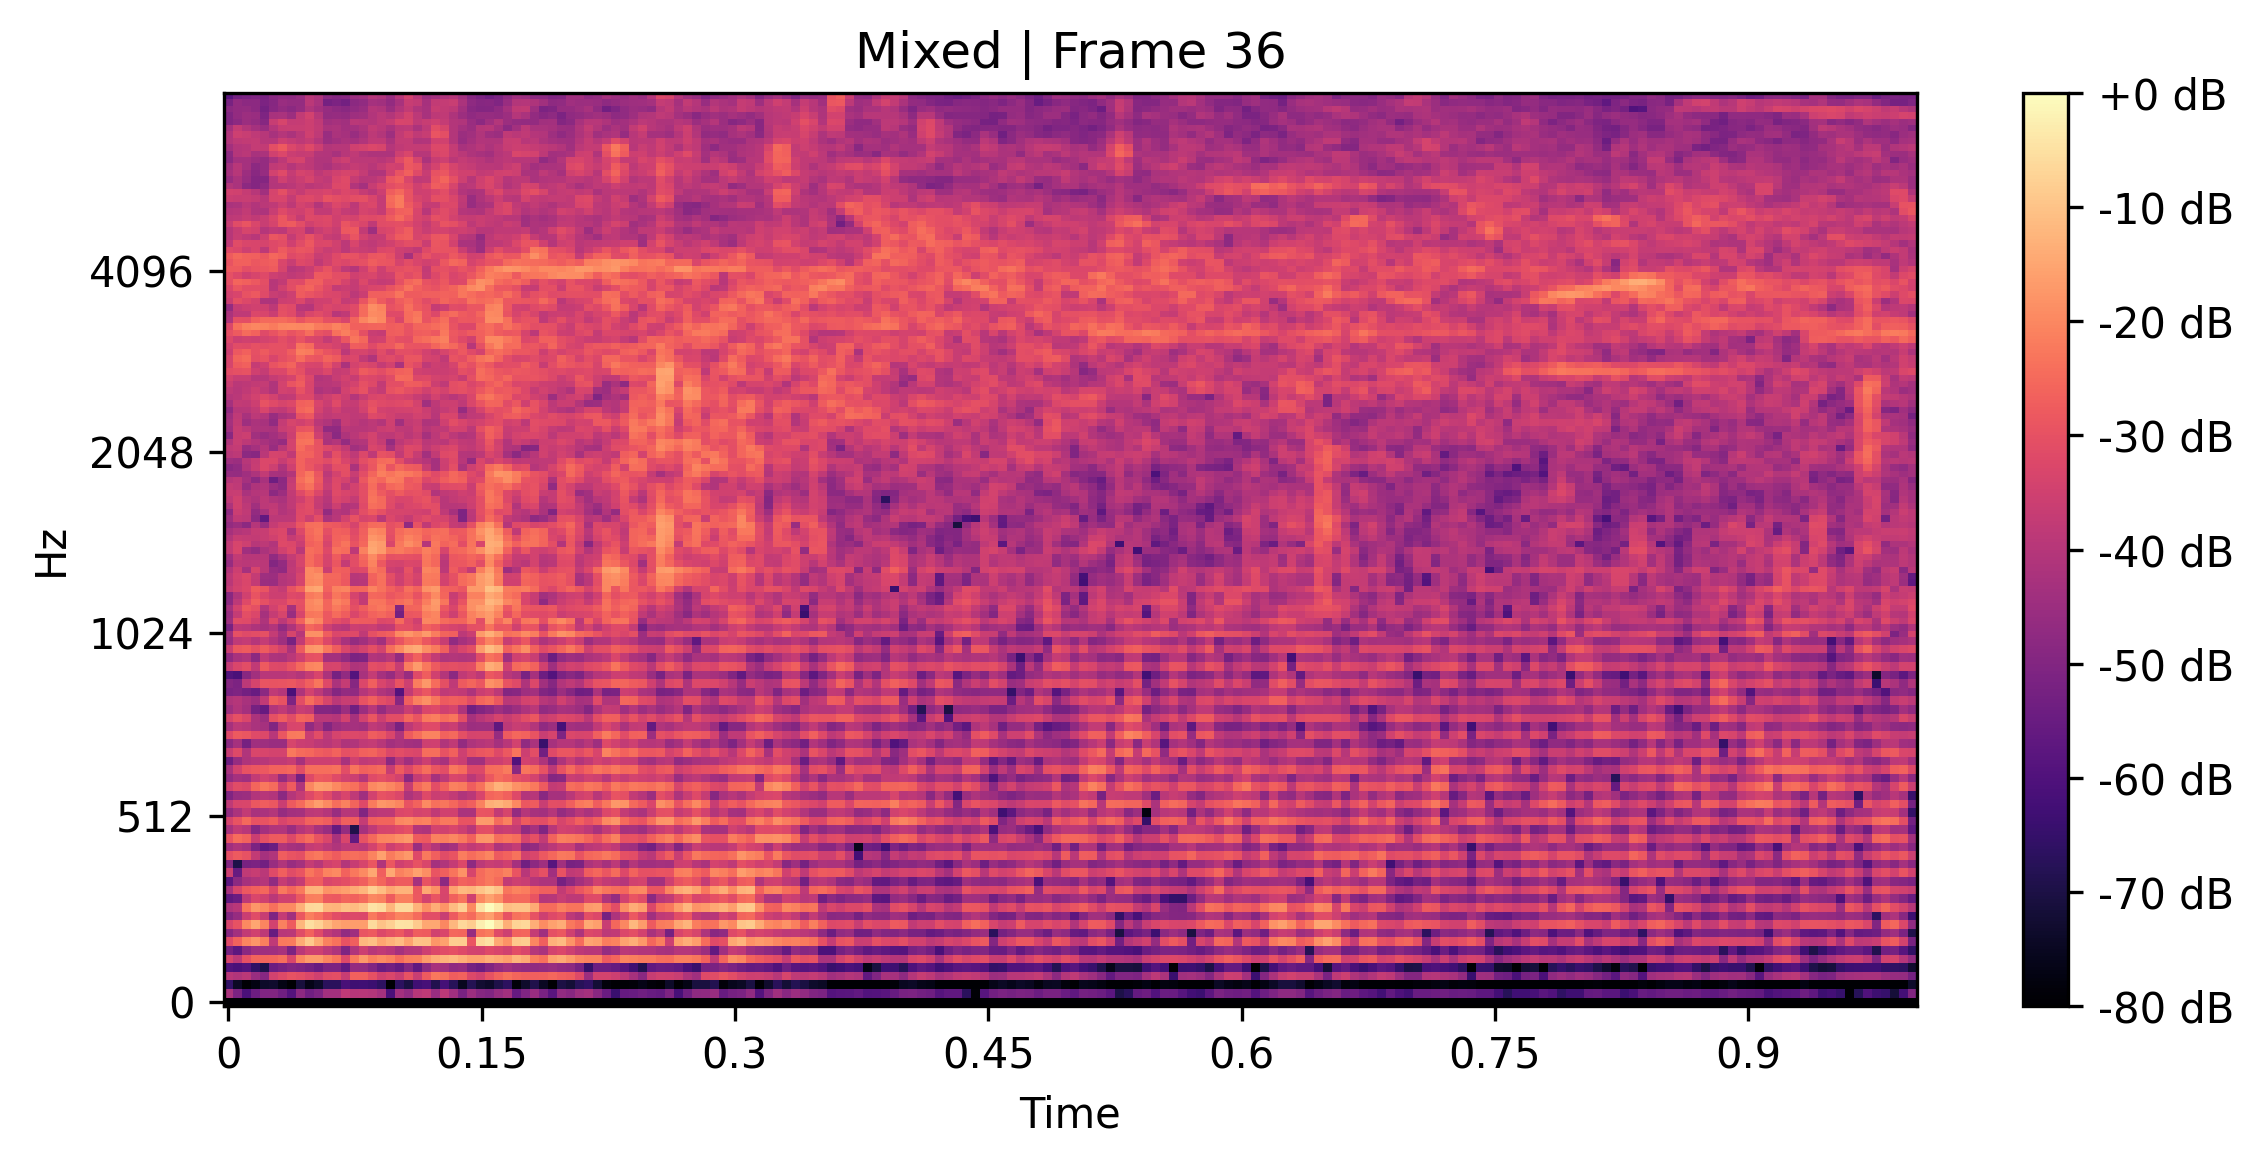 Mixed | Frame 36
+0 dB
-10 dB
-20 dB
-30 dB
-40 dB
-50 dB
-60 dB
-70 dB
-80 dB
Hz
4096
2048
1024
512
0
0 0.15 0.3 0.45 0.6 0.75 0.9
Time